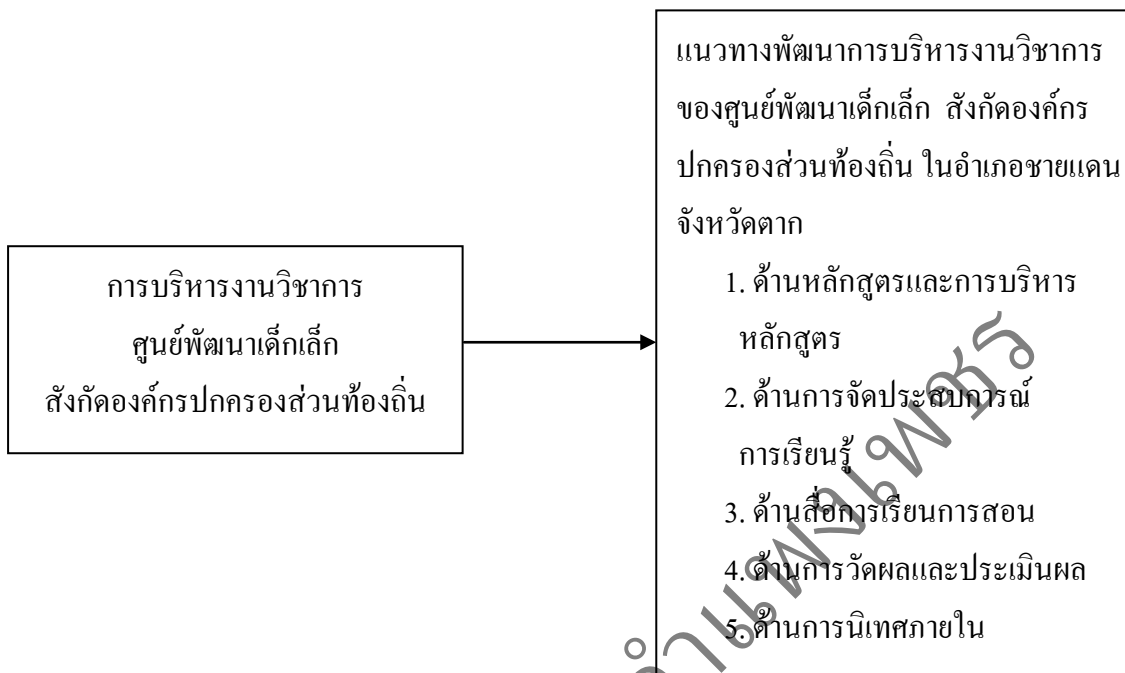 การบริหารงานวิชาการ
ศูนย์พัฒนาเด็กเล็ก
สังกัดองค์กรปกครองส่วนท้องถิ่น
แนวทางพัฒนาการบริหารงานวิชาการ
ของศูนย์พัฒนาเด็กเล็ก สังกัดองค์กร
ปกครองส่วนท้องถิ่น ในอำเภอชายแดน
จังหวัดตาก
1. ด้านหลักสูตรและการบริหาร
หลักสูตร
2. ด้านการจัดประสบการณ์
การเรียนรู้
3. ด้านสื่อการเรียนการสอน
4. ด้านการวัดผลและประเมินผล
5. ด้านการนิเทศภายใน
กำแพงเพชร